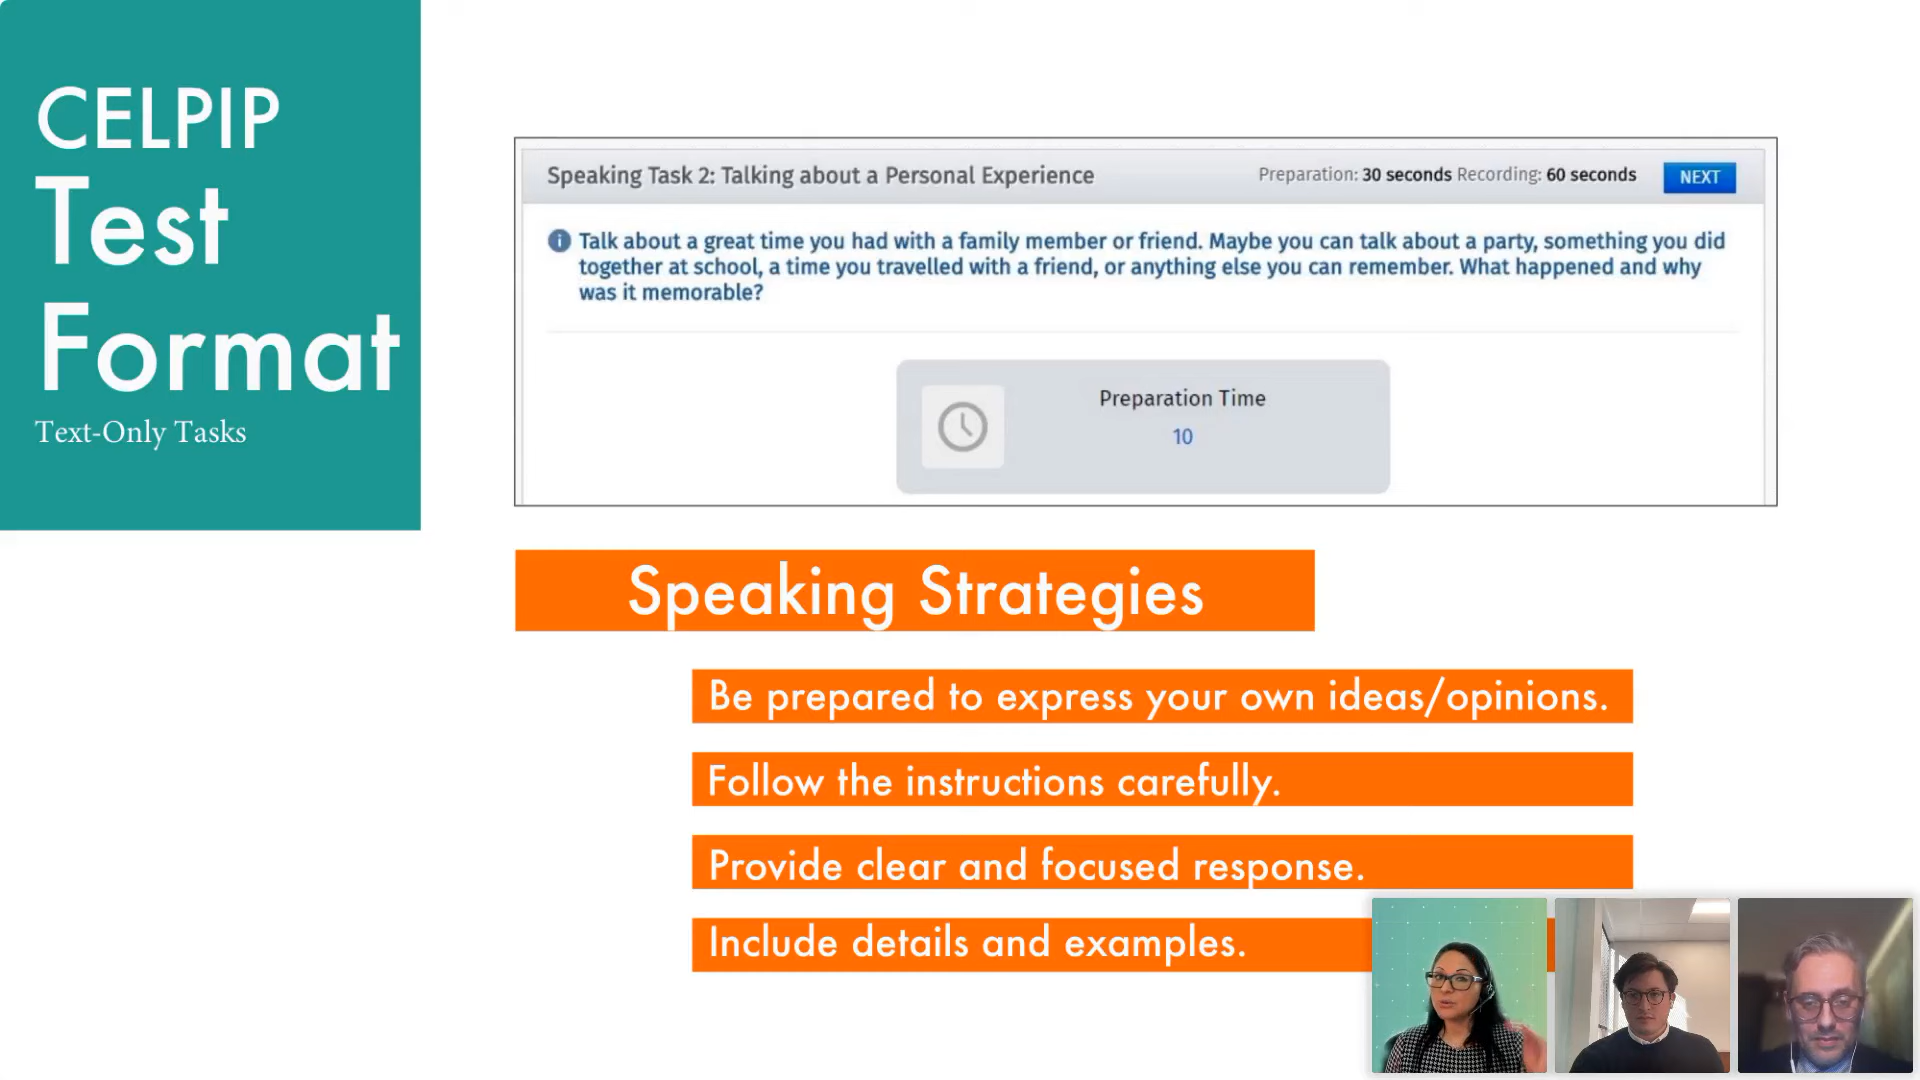 CELPIP
Test
Format
Text-Only Tasks
Speaking Task 2: Talking about a Personal Experience
Preparation: 30 seconds Recording: 60 seconds
NEXT
Talk about a great time you had with a family member or friend. Maybe you can talk about a party, something you did
together at school, a time you travelled with a friend, or anything else you can remember. What happened and why
was it memorable?
Preparation Time
10
Speaking Strategies
Be prepared to express your own ideas/opinions.
Follow the instructions carefully.
Provide clear and focused response.
Include details and examples.